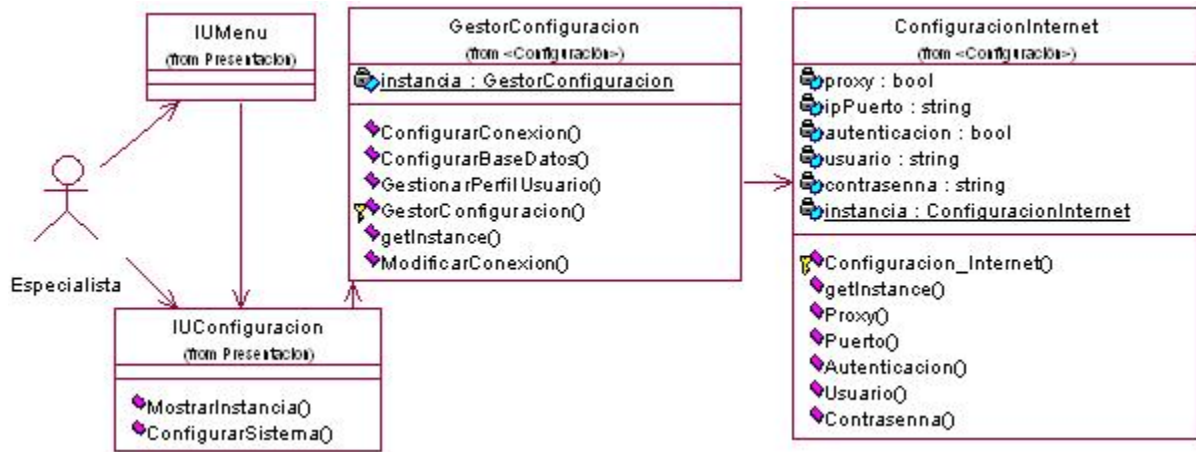 IUMenu
(from Presentacion)
Especialista
IUConfiguracion
(from Presentacion)
MostrarInstancia()
ConfigurarSistema()
GestorConfiguracion
(from <Configuración>)
instancia : GestorConfiguracion
ConfigurarConexion()
ConfigurarBaseDatos()
GestionarPerfilUsuario()
GestorConfiguracion()
getInstance()
ModificarConexion()
ConfiguracionInternet
(from <Configuración>)
proxy : bool
ipPuerto : string
autenticacion : bool
usuario : string
contrasenna : string
instancia : ConfiguracionInternet
Configuracion_Internet()
getInstance()
Proxy()
Puerto()
Autenticacion()
Usuario()
Contrasenna()